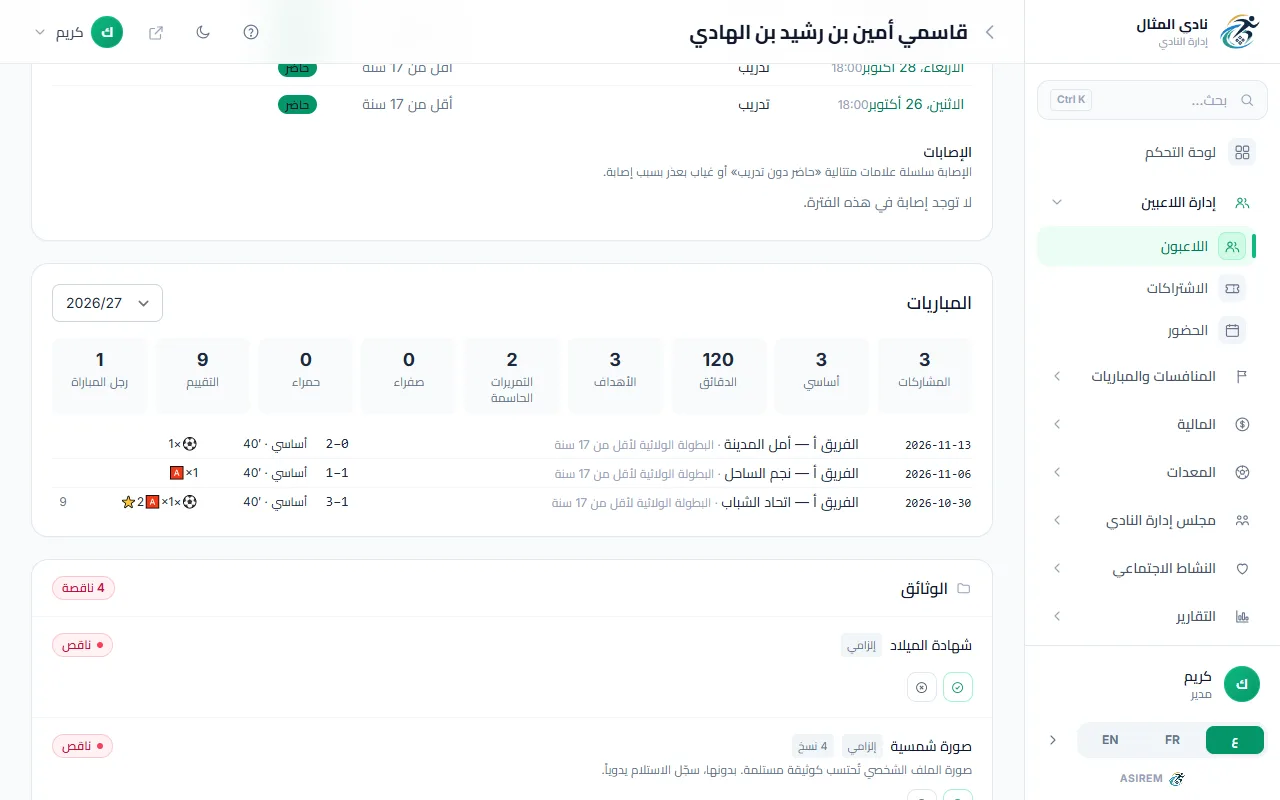 نادي المثال
إدارة النادي
بحث...
Ctrl K
لوحة التحكم
إدارة اللاعبين
اللاعبون
الاشتراكات
الحضور
المنافسات والمباريات
المالية
المعدات
مجلس إدارة النادي
النشاط الاجتماعي
التقارير
ك
كريم
مدير
ع
FR
EN
ASIREM
قاسمي أمين بن رشيد بن الهادي
ك
كريم
الأربعاء، 28 أكتوبر 18:00 تدريب أقل من 17 سنة حاضر
الاثنين، 26 أكتوبر 18:00 تدريب أقل من 17 سنة حاضر
الإصابات
الإصابة سلسلة علامات متتالية «حاضر دون تدريب» أو غياب بعذر بسبب إصابة.
لا توجد إصابة في هذه الفترة.
المباريات
2026/27
3 المشاركات
3 أساسي
120 الدقائق
3 الأهداف
2 التمريرات الحاسمة
0 صفراء
0 حمراء
9 التقييم
1 رجل المباراة
2026-11-13 الفريق أ — أمل المدينة · البطولة الولائية لأقل من 17 سنة 2–0 أساسي · 40′ ⚽×1
2026-11-06 الفريق أ — نجم الساحل · البطولة الولائية لأقل من 17 سنة 1–1 أساسي · 40′ 🅰×1
2026-10-30 الفريق أ — اتحاد الشباب · البطولة الولائية لأقل من 17 سنة 3–1 أساسي · 40′ ⚽×1🅰×2⭐ 9
الوثائق
4 ناقصة
شهادة الميلاد إلزامي ناقص
صورة شمسية إلزامي 4 نسخ ناقص
صورة الملف الشخصي تُحتسب كوثيقة مستلمة. بدونها، سجّل الاستلام يدوياً.